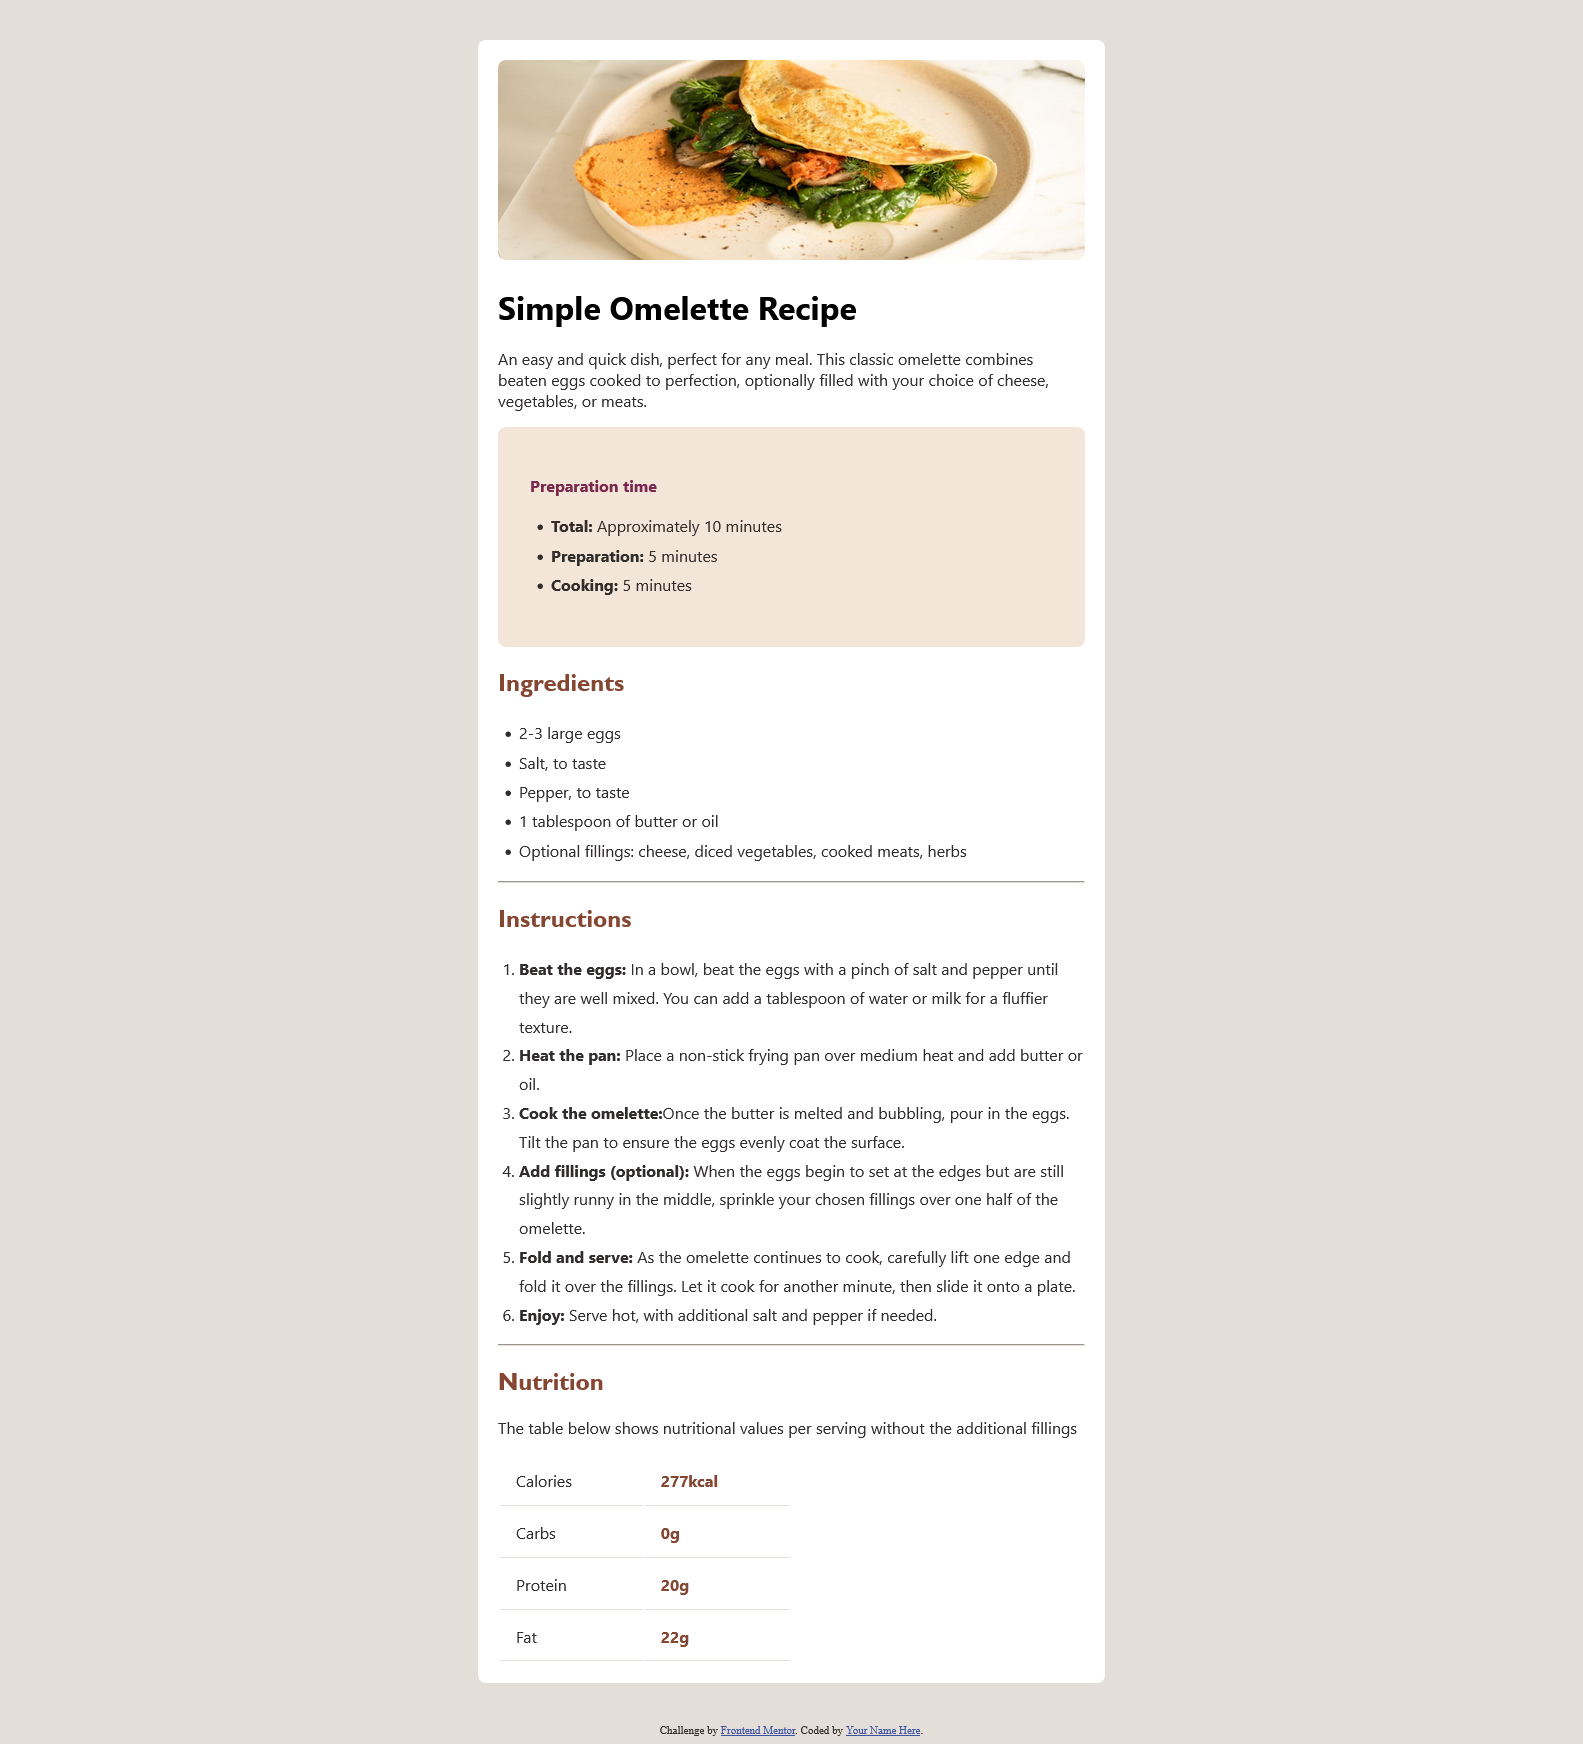 Simple Omelette Recipe
An easy and quick dish, perfect for any meal. This classic omelette combines
beaten eggs cooked to perfection, optionally filled with your choice of cheese,
vegetables, or meats.
Preparation time
• Total: Approximately 10 minutes
• Preparation: 5 minutes
• Cooking: 5 minutes
Ingredients
• 2-3 large eggs
• Salt, to taste
• Pepper, to taste
• 1 tablespoon of butter or oil
• Optional fillings: cheese, diced vegetables, cooked meats, herbs
Instructions
1. Beat the eggs: In a bowl, beat the eggs with a pinch of salt and pepper until
they are well mixed. You can add a tablespoon of water or milk for a fluffier
texture.
2. Heat the pan: Place a non-stick frying pan over medium heat and add butter or
oil.
3. Cook the omelette:Once the butter is melted and bubbling, pour in the eggs.
Tilt the pan to ensure the eggs evenly coat the surface.
4. Add fillings (optional): When the eggs begin to set at the edges but are still
slightly runny in the middle, sprinkle your chosen fillings over one half of the
omelette.
5. Fold and serve: As the omelette continues to cook, carefully lift one edge and
fold it over the fillings. Let it cook for another minute, then slide it onto a plate.
6. Enjoy: Serve hot, with additional salt and pepper if needed.
Nutrition
The table below shows nutritional values per serving without the additional fillings
Calories 277kcal
Carbs 0g
Protein 20g
Fat 22g
Challenge by Frontend Mentor. Coded by Your Name Here.